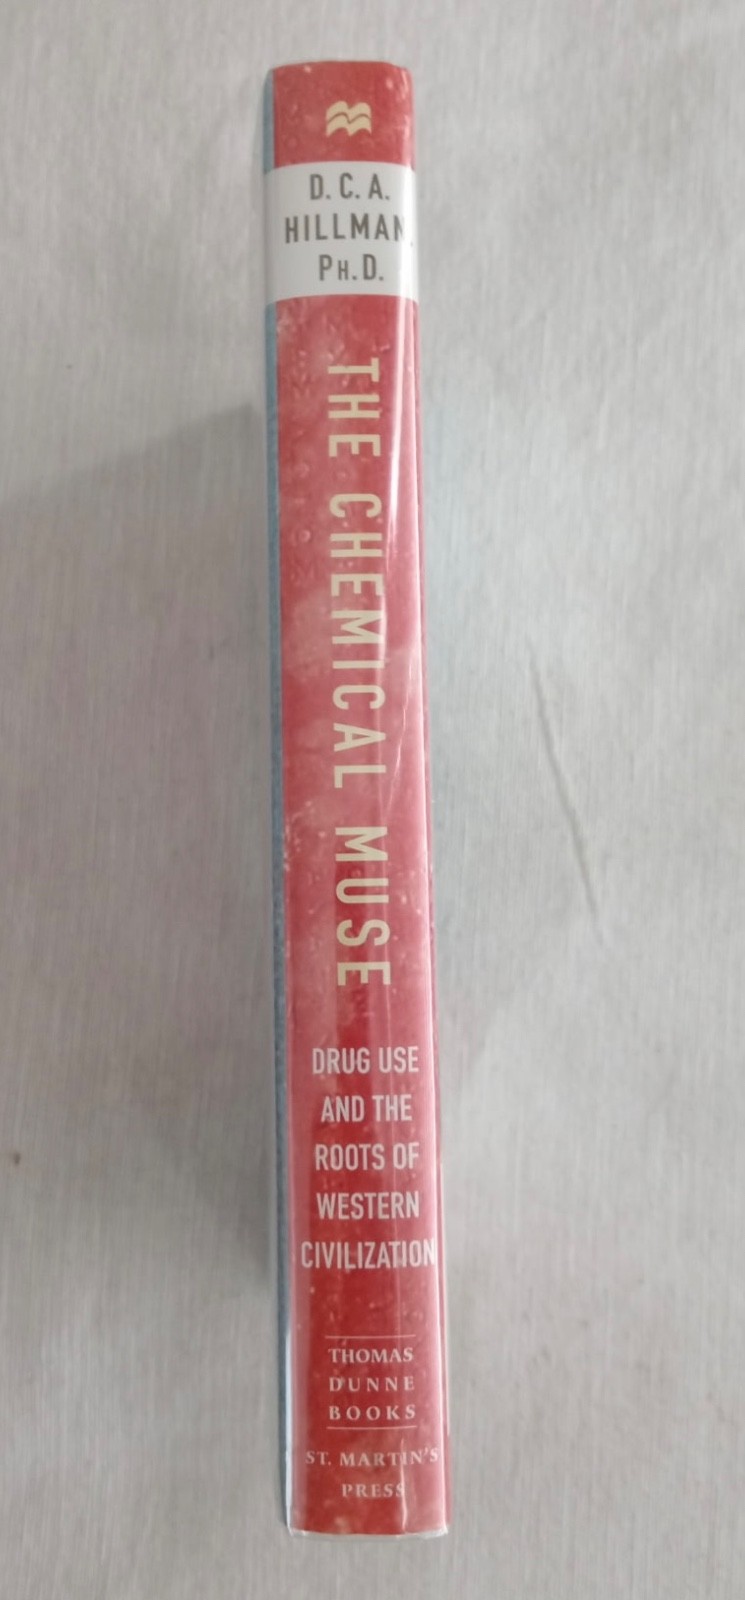 D. C. A.
HILLMAN,
PH.D.
THE CHEMICAL MUSE
DRUG USE
AND THE
ROOTS OF
WESTERN
CIVILIZATION
THOMAS
DUNNE
BOOKS
ST. MARTIN'S
PRESS